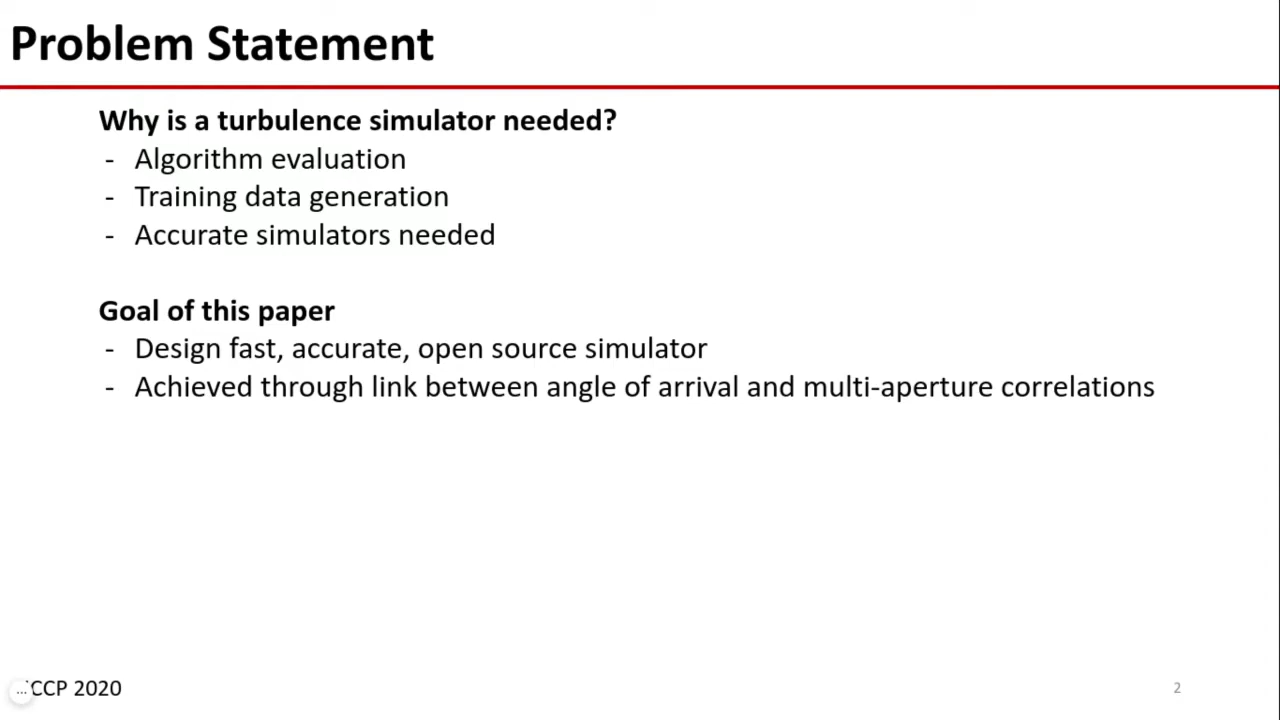 Problem Statement
Why is a turbulence simulator needed?
- Algorithm evaluation
- Training data generation
- Accurate simulators needed
Goal of this paper
- Design fast, accurate, open source simulator
- Achieved through link between angle of arrival and multi-aperture correlations
... CCP 2020
2